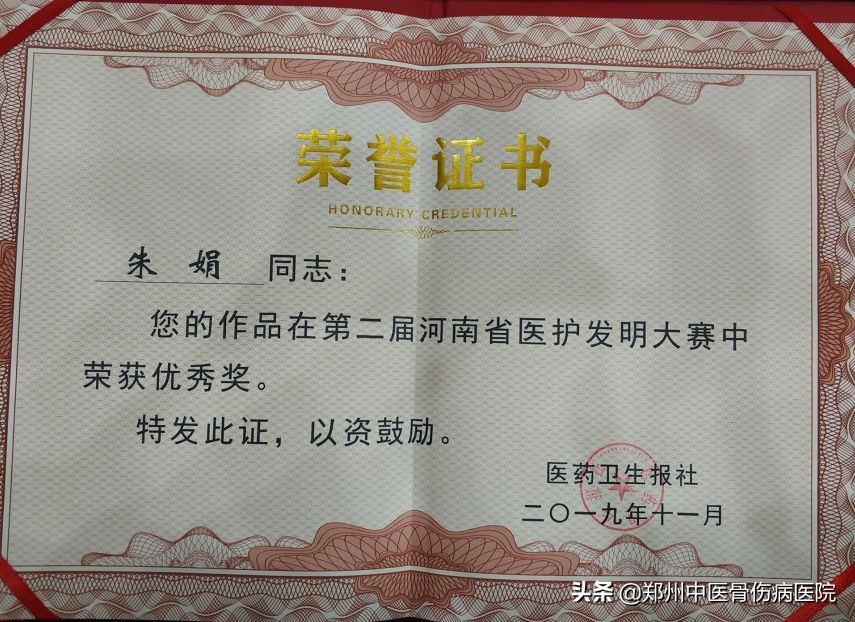 荣誉证书
HONORARY CREDENTIAL
朱娟 同志：
您的作品在第二届河南省医护发明大赛中
荣获优秀奖。
特发此证，以资鼓励。
医药卫生报社
二〇一九年十一月
头条 @郑州中医骨伤病医院